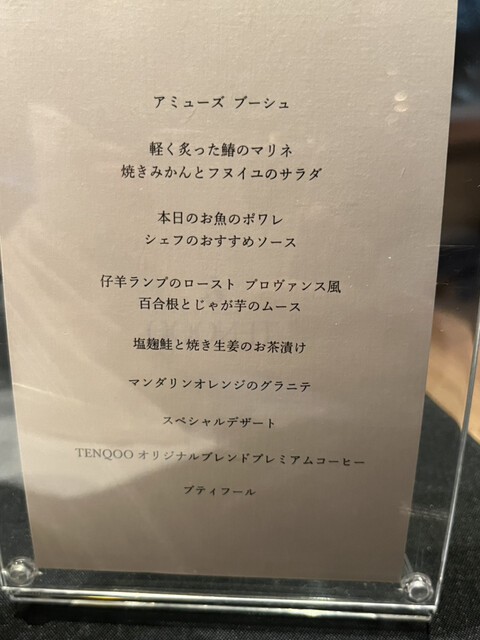 アミューズ ブーシュ
軽く炙った鰆のマリネ
焼きみかんとフヌイユのサラダ
本日のお魚のポワレ
シェフのおすすめソース
仔羊ランプのロースト プロヴァンス風
百合根とじゃが芋のムース
塩麹鮭と焼き生姜のお茶漬け
マンダリンオレンジのグラニテ
スペシャルデザート
TENQOO オリジナルブレンドプレミアムコーヒー
プティフール